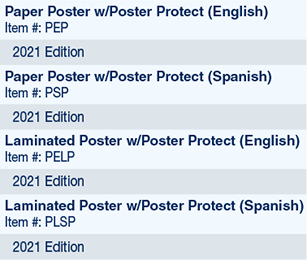 Paper Poster w/Poster Protect (English)
Item #: PEP
2021 Edition
Paper Poster w/Poster Protect (Spanish)
Item #: PSP
2021 Edition
Laminated Poster w/Poster Protect (English)
Item #: PELP
2021 Edition
Laminated Poster w/Poster Protect (Spanish)
Item #: PLSP
2021 Edition